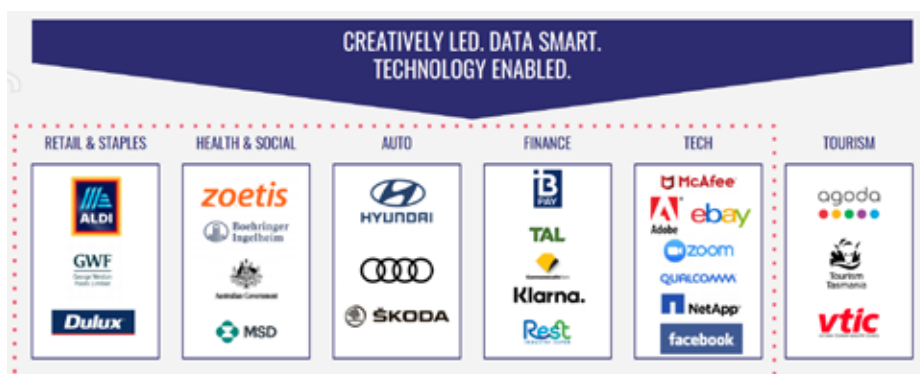 CREATIVELY LED. DATA SMART.
TECHNOLOGY ENABLED.
RETAIL & STAPLES
HEALTH & SOCIAL
AUTO
FINANCE
TECH
TOURISM
ALDI
GWF
Dulux
zoetis
Boehringer
Ingelheim
Australian Government
MSD
HYUNDAI
ŠKODA
B
PAY
TAL
Klarna.
Rest
McAfee
Adobe
ebay
zoom
QUALCOMM
NetApp
facebook
agoda
Tourism
Tasmania
vtic